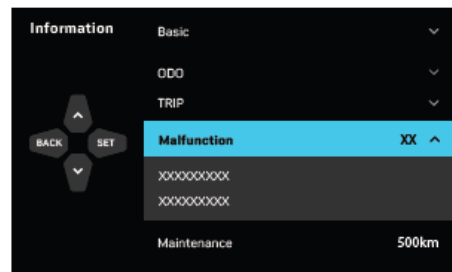 Information
Basic
ODO
TRIP
BACK SET
Malfunction XX
XXXXXXXXX
XXXXXXXXX
Maintenance 500km